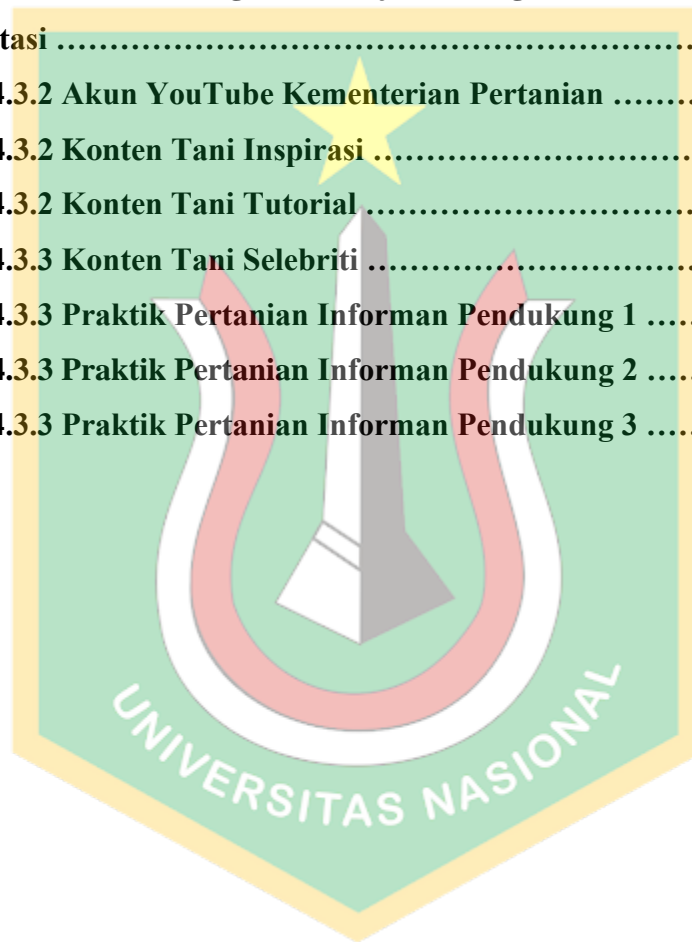 tasi ……………………………………………………………………
4.3.2 Akun YouTube Kementerian Pertanian ………
4.3.2 Konten Tani Inspirasi ………………………………
4.3.2 Konten Tani Tutorial ………………………………
4.3.3 Konten Tani Selebriti ………………………………
4.3.3 Praktik Pertanian Informan Pendukung 1 ……
4.3.3 Praktik Pertanian Informan Pendukung 2 ……
4.3.3 Praktik Pertanian Informan Pendukung 3 ……
UNIVERSITAS NASIONAL